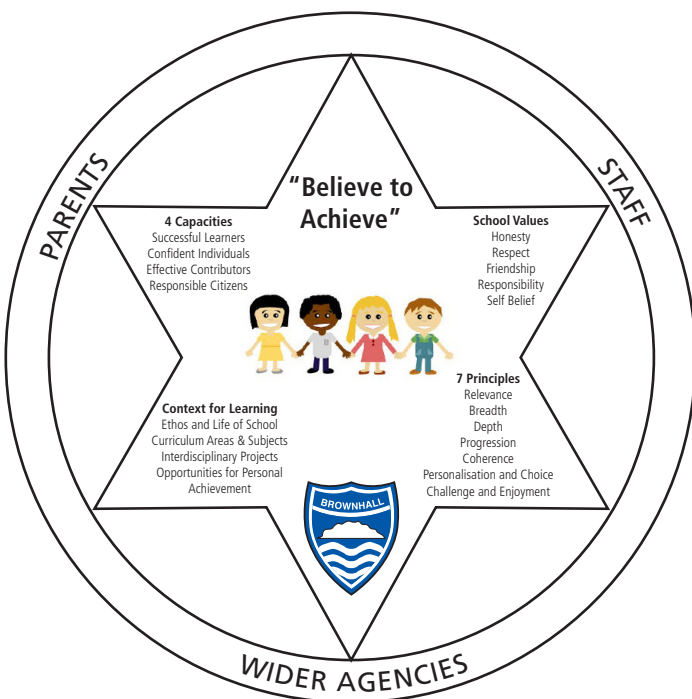 PARENTS
STAFF
"Believe to
Achieve"
4 Capacities
Successful Learners
Confident Individuals
Effective Contributors
Responsible Citizens
School Values
Honesty
Respect
Friendship
Responsibility
Self Belief
Context for Learning
Ethos and Life of School
Curriculum Areas & Subjects
Interdisciplinary Projects
Opportunities for Personal
Achievement
7 Principles
Relevance
Breadth
Depth
Progression
Coherence
Personalisation and Choice
Challenge and Enjoyment
BROWNHALL
WIDER AGENCIES